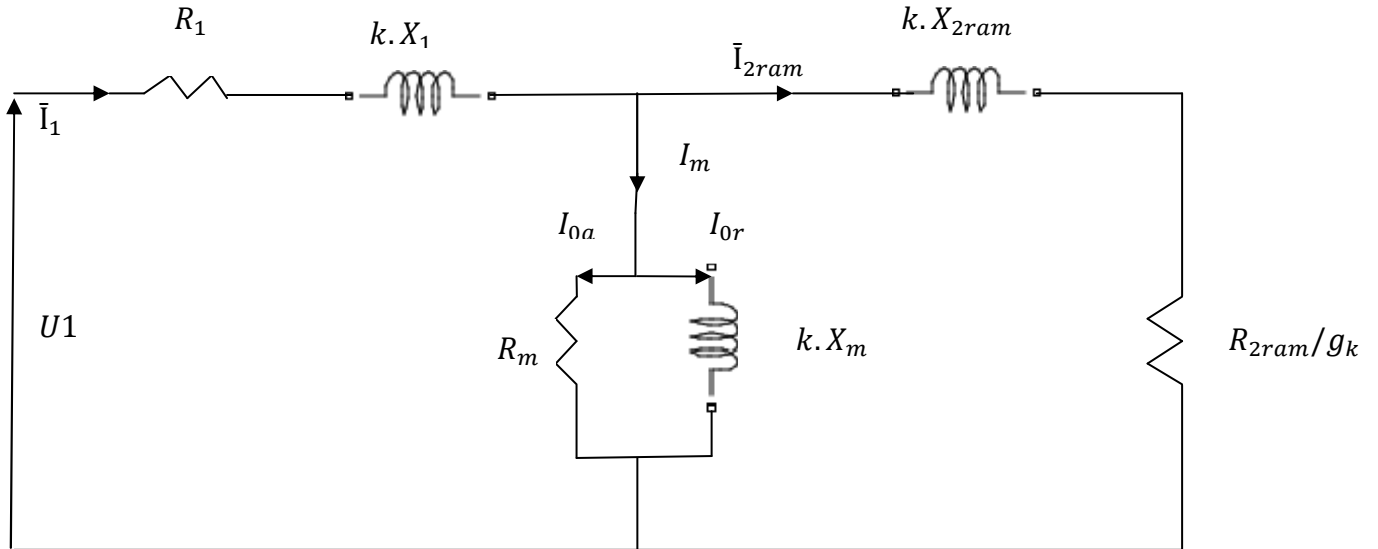 R₁
k.X₁
k.X₂ram
Ī₁
Ī₂ram
Iₘ
I₀a
I₀r
U1
Rₘ
k.Xₘ
R₂ram/gₖ